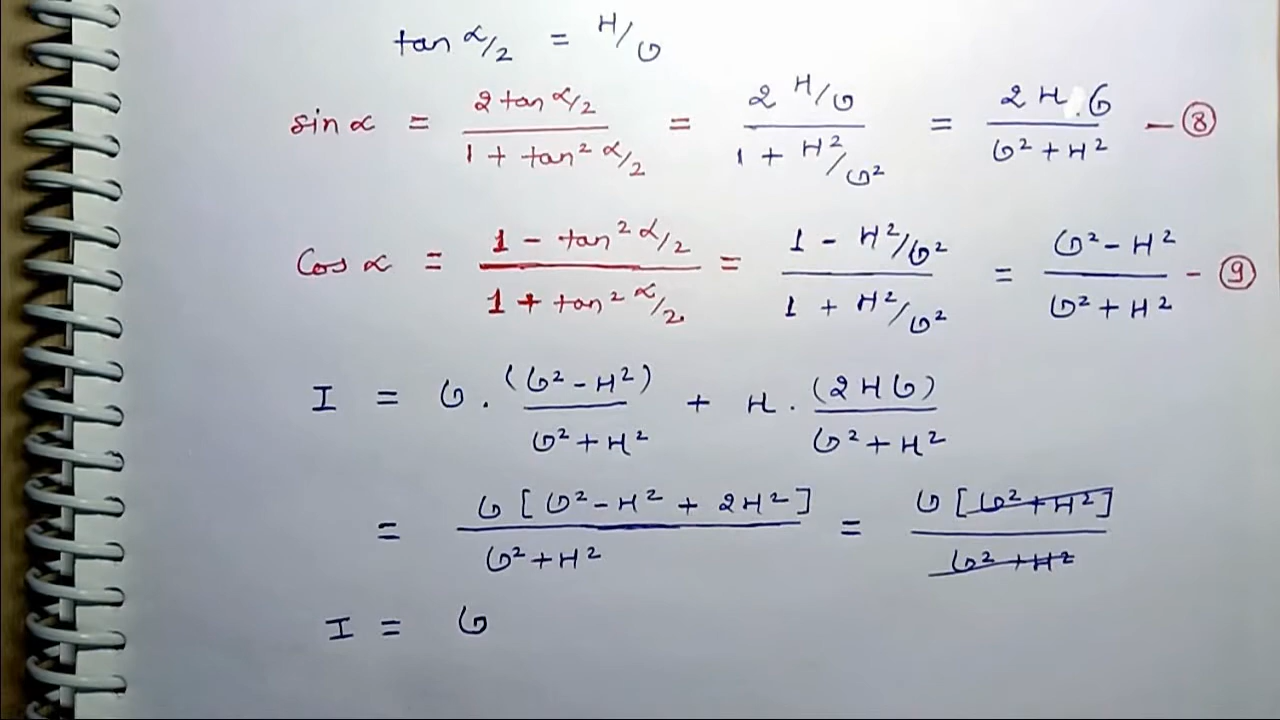 tan α/2 = H/G
sin α = 2 tan α/2 / 1 + tan² α/2 = 2 H/G / 1 + H²/G² = 2 H.G / G² + H² - ⑧
Cos α = 1 - tan² α/2 / 1 + tan² α/2 = 1 - H²/G² / 1 + H²/G² = G² - H² / G² + H² - ⑨
I = G . (G² - H²) / G² + H² + H . (2HG) / G² + H²
= G [G² - H² + 2H²] / G² + H² = G [G² + H²] / G² + H²
I = G